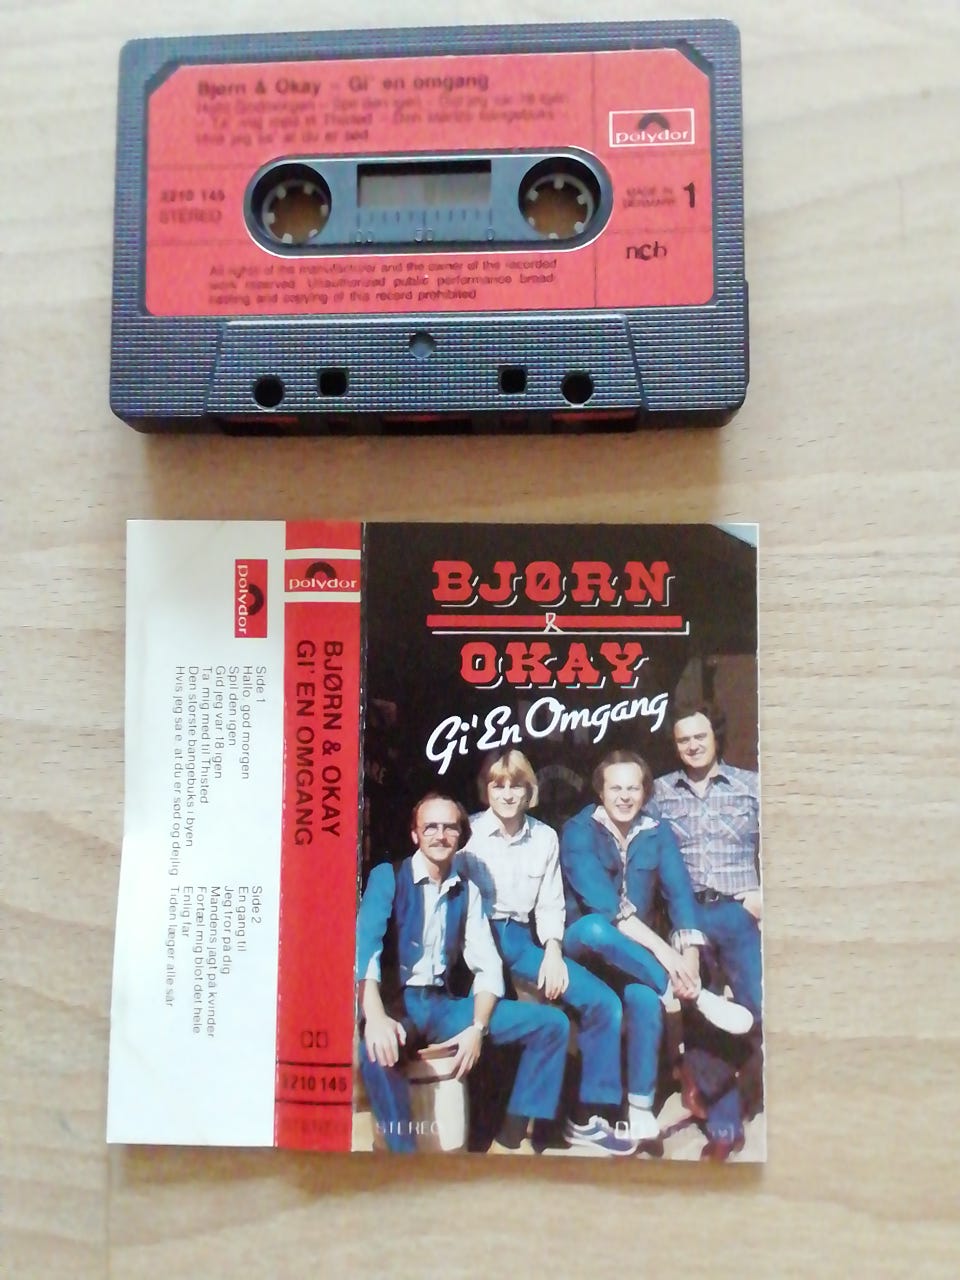 Bjørn & Okay – Gi' en omgang
Hallo Godmorgen – Spil den igen – Gid jeg var 18 igen
– Ta' mig med til Thisted – Den største bangebuks –
Hvis jeg sa' at du er sød
polydor
3210 145
STEREO
MADE IN
DENMARK
1
ncb
All rights of the manufacturer and the owner of the recorded
work reserved. Unauthorized public performance broad-
casting and copying of this record prohibited
polydor
Side 1
Hallo, god morgen
Spil den igen
Gid jeg var 18 igen
Ta' mig med til Thisted
Den største bangebuks i byen
Hvis jeg sa'e at du er sød og dejlig
Side 2
En gang til
Jeg tror på dig
Mandens jagt på kvinder
Fortæl mig blot det hele
Enlig far
Tiden læger alle sår
polydor
BJØRN & OKAY
GI' EN OMGANG
3210 145
STEREO
BJØRN
&
OKAY
Gi' En Omgang
STEREO